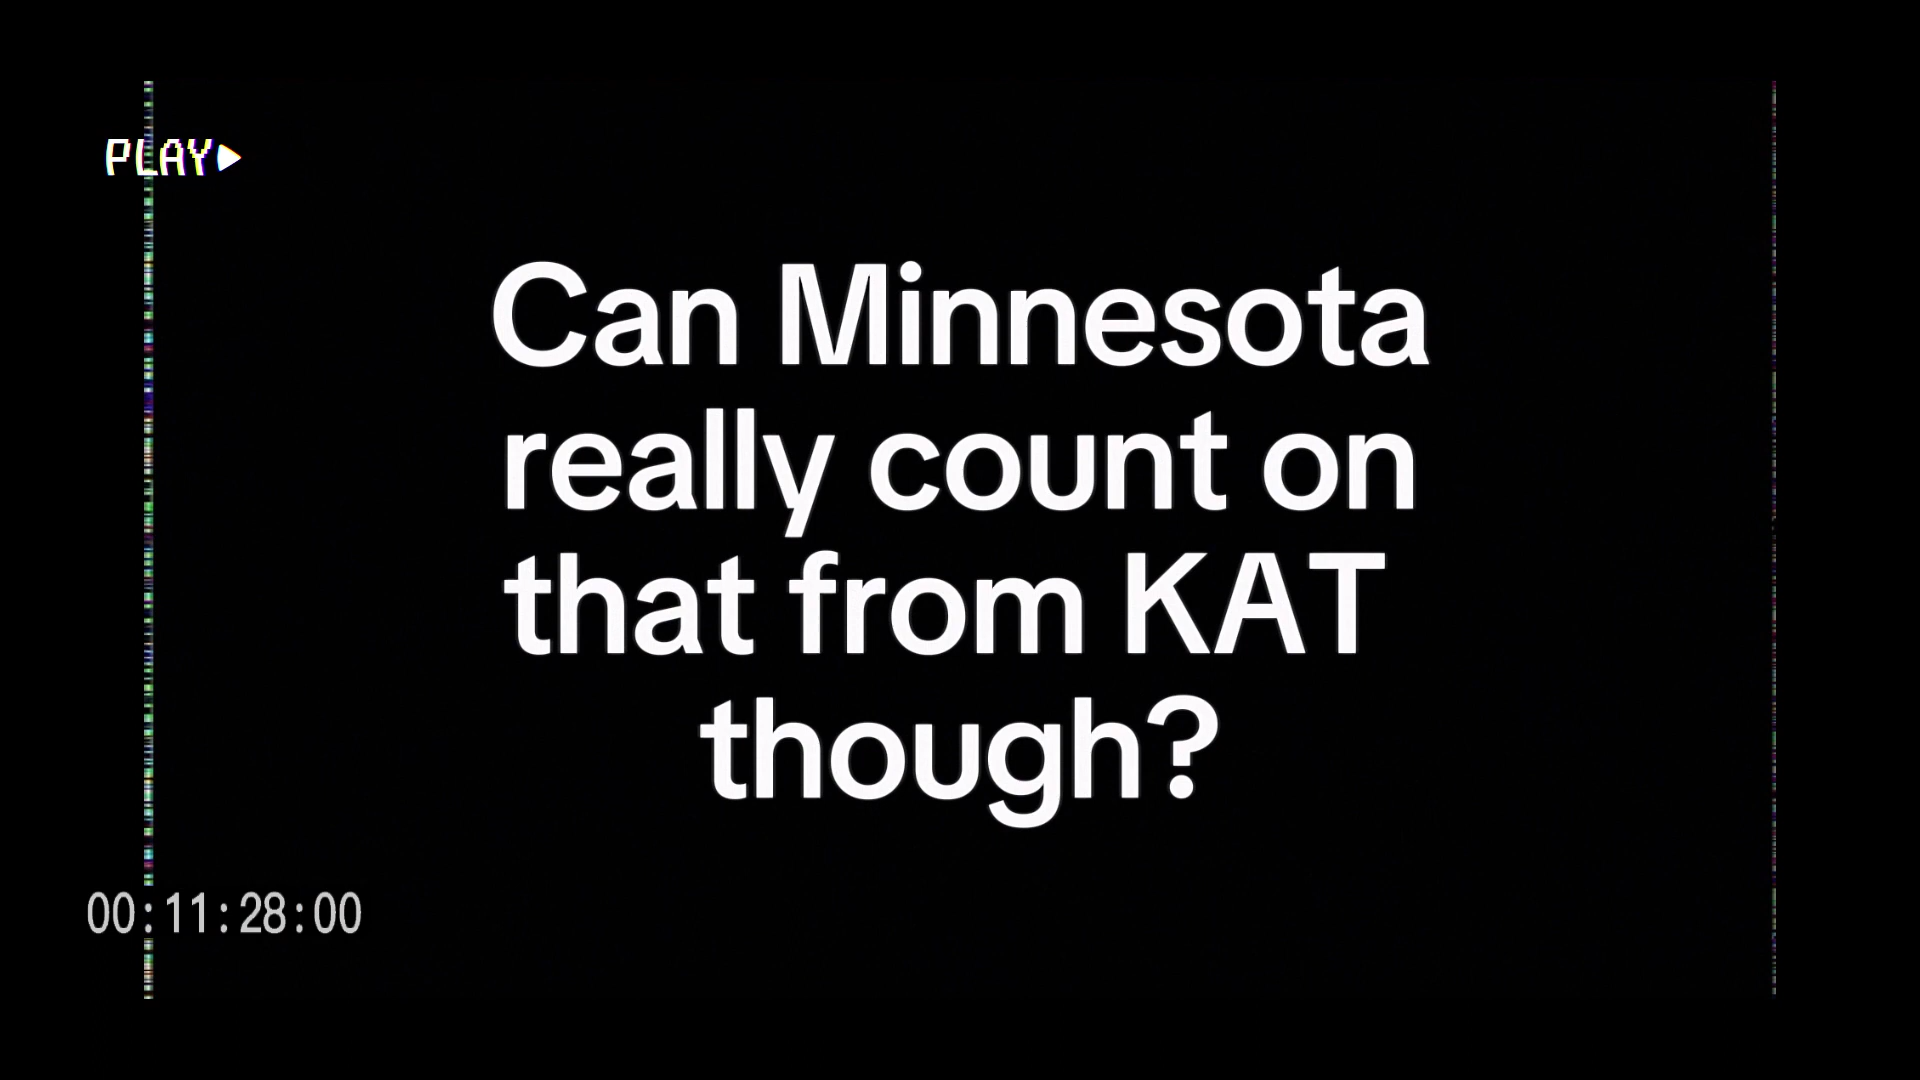 PLAY▶
Can Minnesota
really count on
that from KAT
though?
00:11:28:00